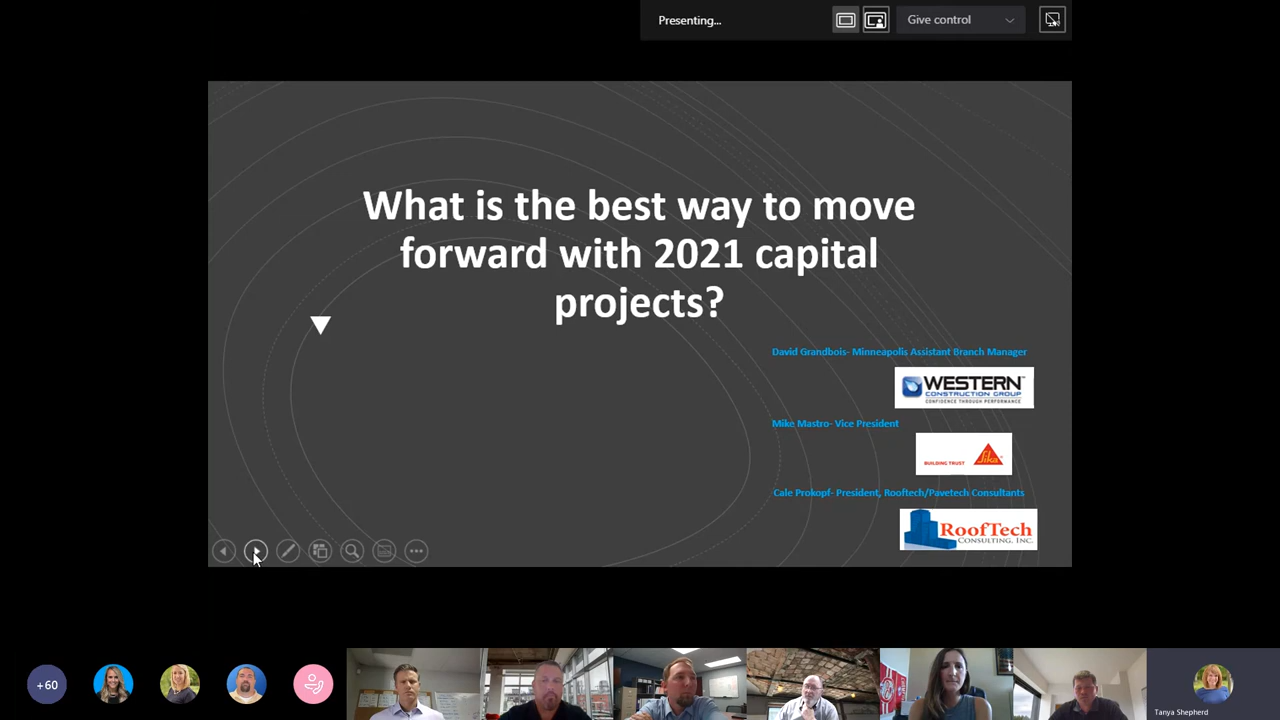 Presenting...
Give control
What is the best way to move
forward with 2021 capital
projects?
David Grandbois- Minneapolis Assistant Branch Manager
WESTERN™
CONSTRUCTION GROUP
CONFIDENCE THROUGH PERFORMANCE
Mike Mastro- Vice President
BUILDING TRUST
Sika
Cale Prokopf- President, Rooftech/Pavetech Consultants
ROOFTECH
CONSULTING, INC.
+60
Tanya Shepherd